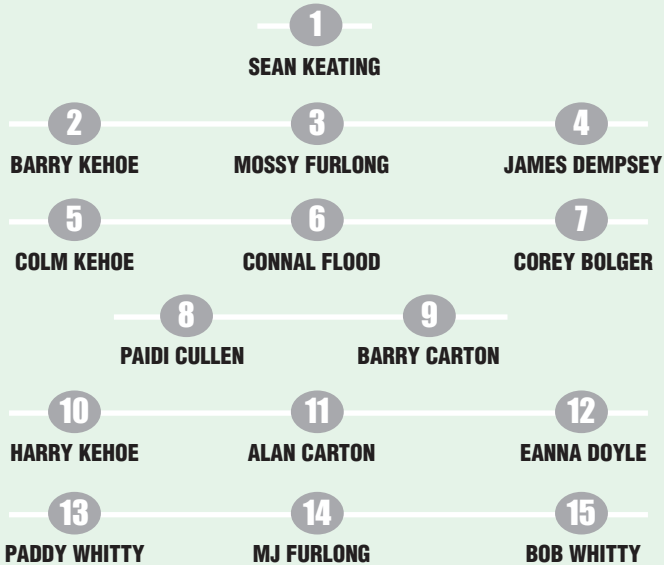 1
SEAN KEATING
2 3 4
BARRY KEHOE MOSSY FURLONG JAMES DEMPSEY
5 6 7
COLM KEHOE CONNAL FLOOD COREY BOLGER
8 9
PAIDI CULLEN BARRY CARTON
10 11 12
HARRY KEHOE ALAN CARTON EANNA DOYLE
13 14 15
PADDY WHITTY MJ FURLONG BOB WHITTY